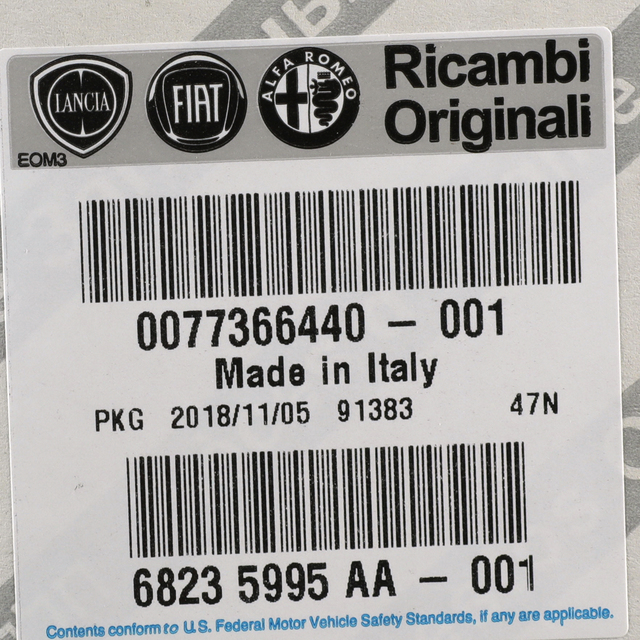 LANCIA
FIAT
ALFA ROMEO
Ricambi
Originali
EOM3
0077366440 - 001
Made in Italy
PKG 2018/11/05 91383 47N
6823 5995 AA - 001
Contents conform to U.S. Federal Motor Vehicle Safety Standards, if any are applicable.